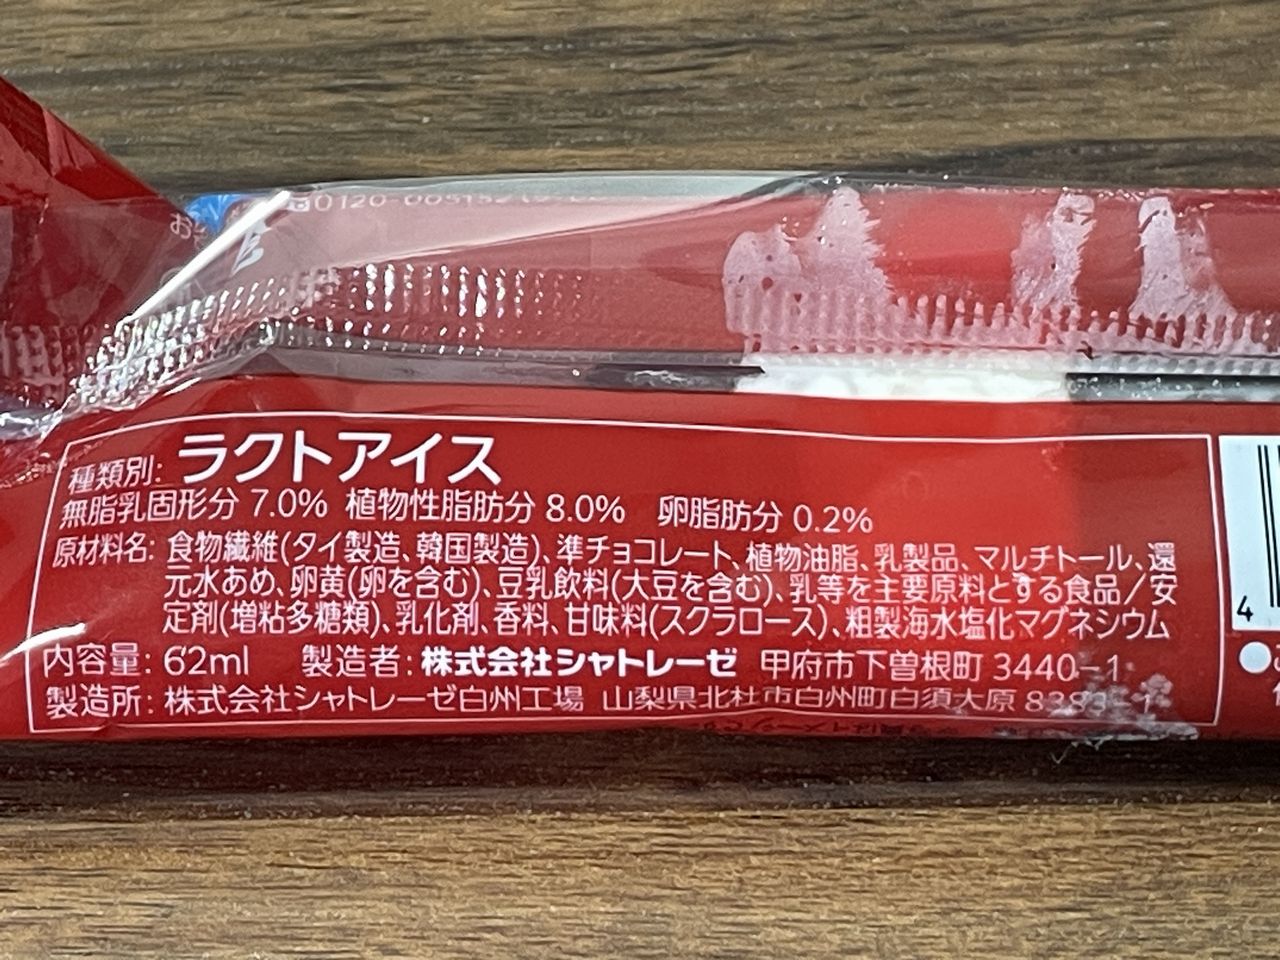 0120-
種類別: ラクトアイス
無脂乳固形分 7.0% 植物性脂肪分 8.0% 卵脂肪分 0.2%
原材料名: 食物繊維(タイ製造、韓国製造)、準チョコレート、植物油脂、乳製品、マルチトール、還
元水あめ、卵黄(卵を含む)、豆乳飲料(大豆を含む)、乳等を主要原料とする食品/安
定剤(増粘多糖類)、乳化剤、香料、甘味料(スクラロース)、粗製海水塩化マグネシウム
内容量: 62ml 製造者: 株式会社シャトレーゼ 甲府市下曽根町 3440-1
製造所: 株式会社シャトレーゼ白州工場 山梨県北杜市白州町白須大原 8383-1
4